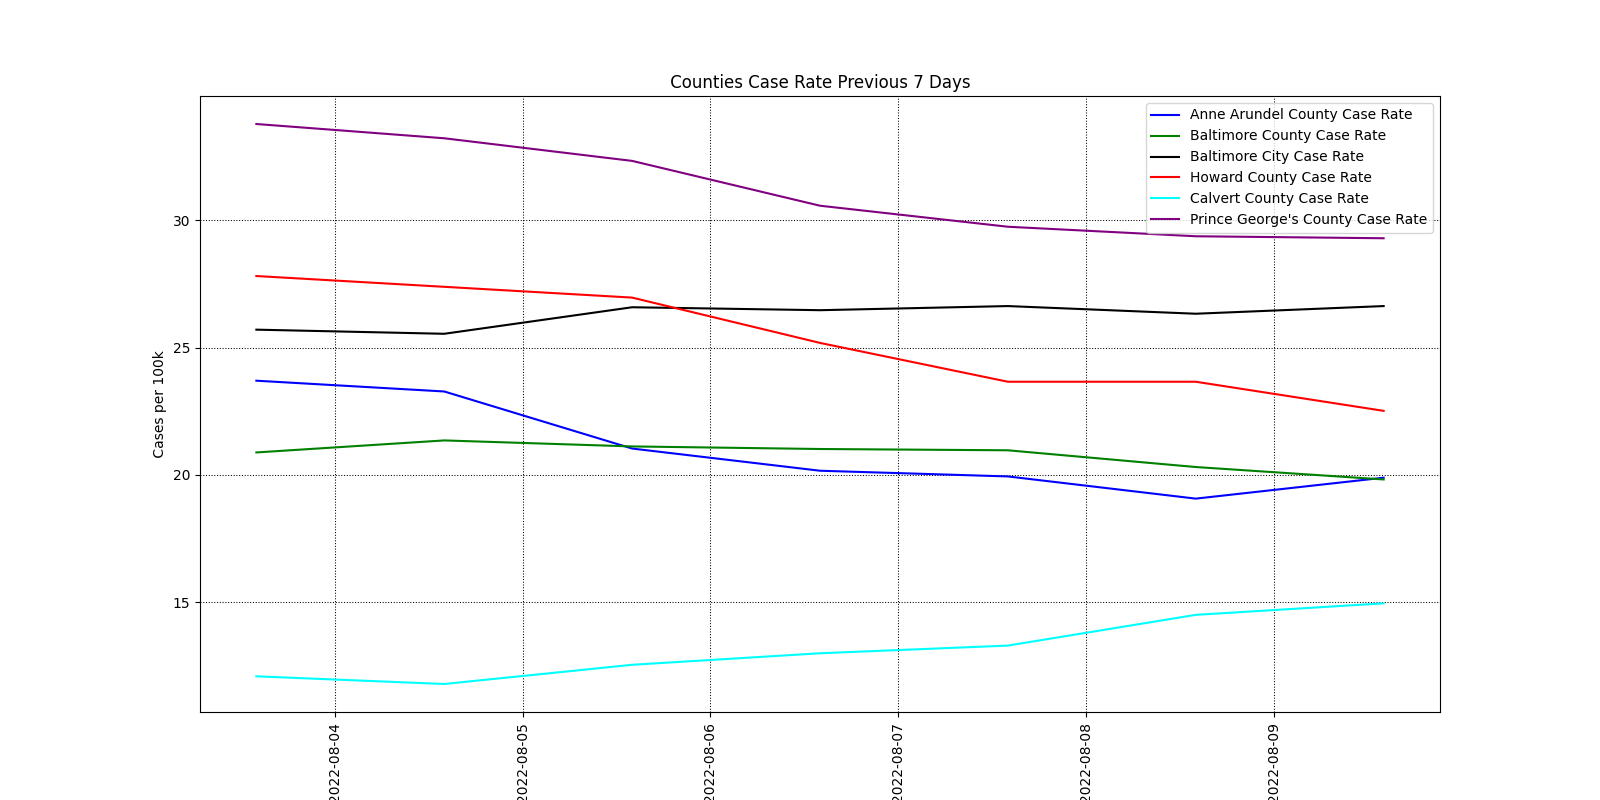 Counties Case Rate Previous 7 Days
Anne Arundel County Case Rate
Baltimore County Case Rate
Baltimore City Case Rate
Howard County Case Rate
Calvert County Case Rate
Prince George's County Case Rate
Cases per 100k
30
25
20
15
2022-08-04
2022-08-05
2022-08-06
2022-08-07
2022-08-08
2022-08-09